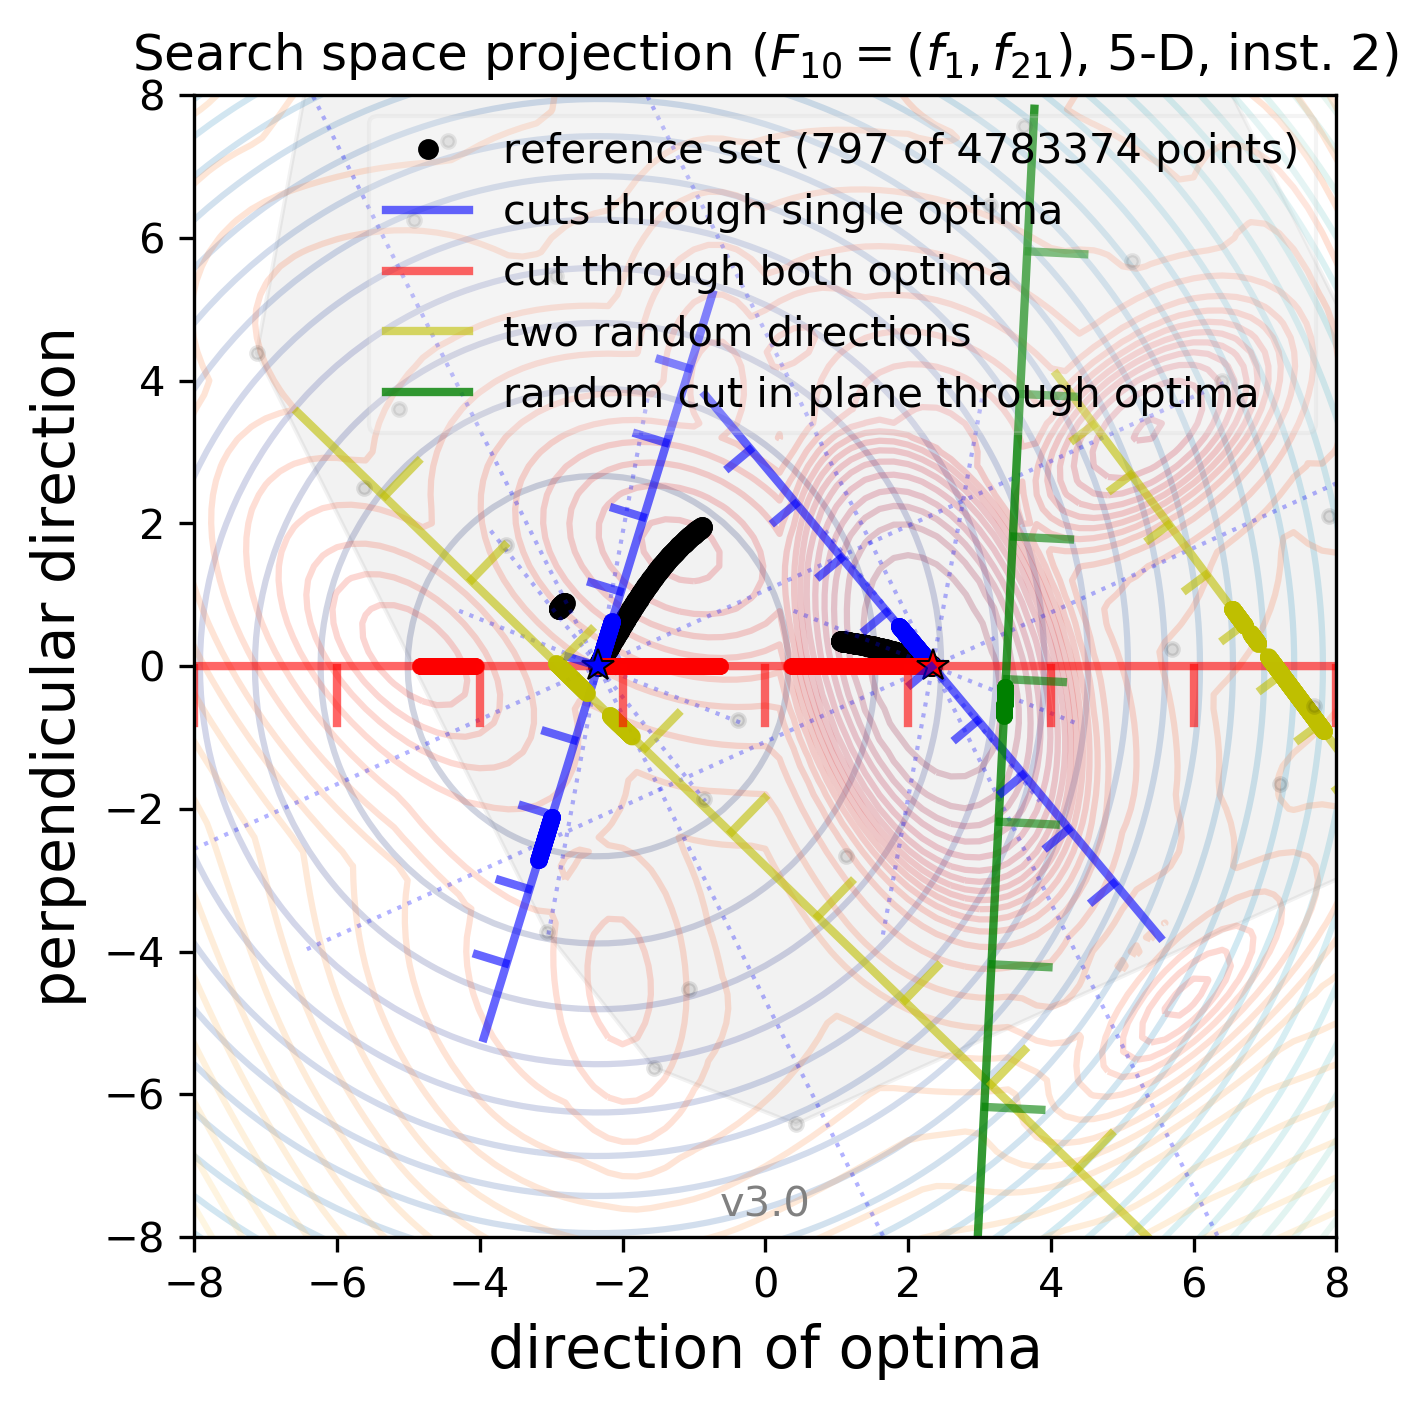 Search space projection (F10 = (f1, f21), 5-D, inst. 2)
reference set (797 of 4783374 points)
cuts through single optima
cut through both optima
two random directions
random cut in plane through optima
perpendicular direction
8
6
4
2
0
−2
−4
−6
−8
v3.0
−8 −6 −4 −2 0 2 4 6 8
direction of optima